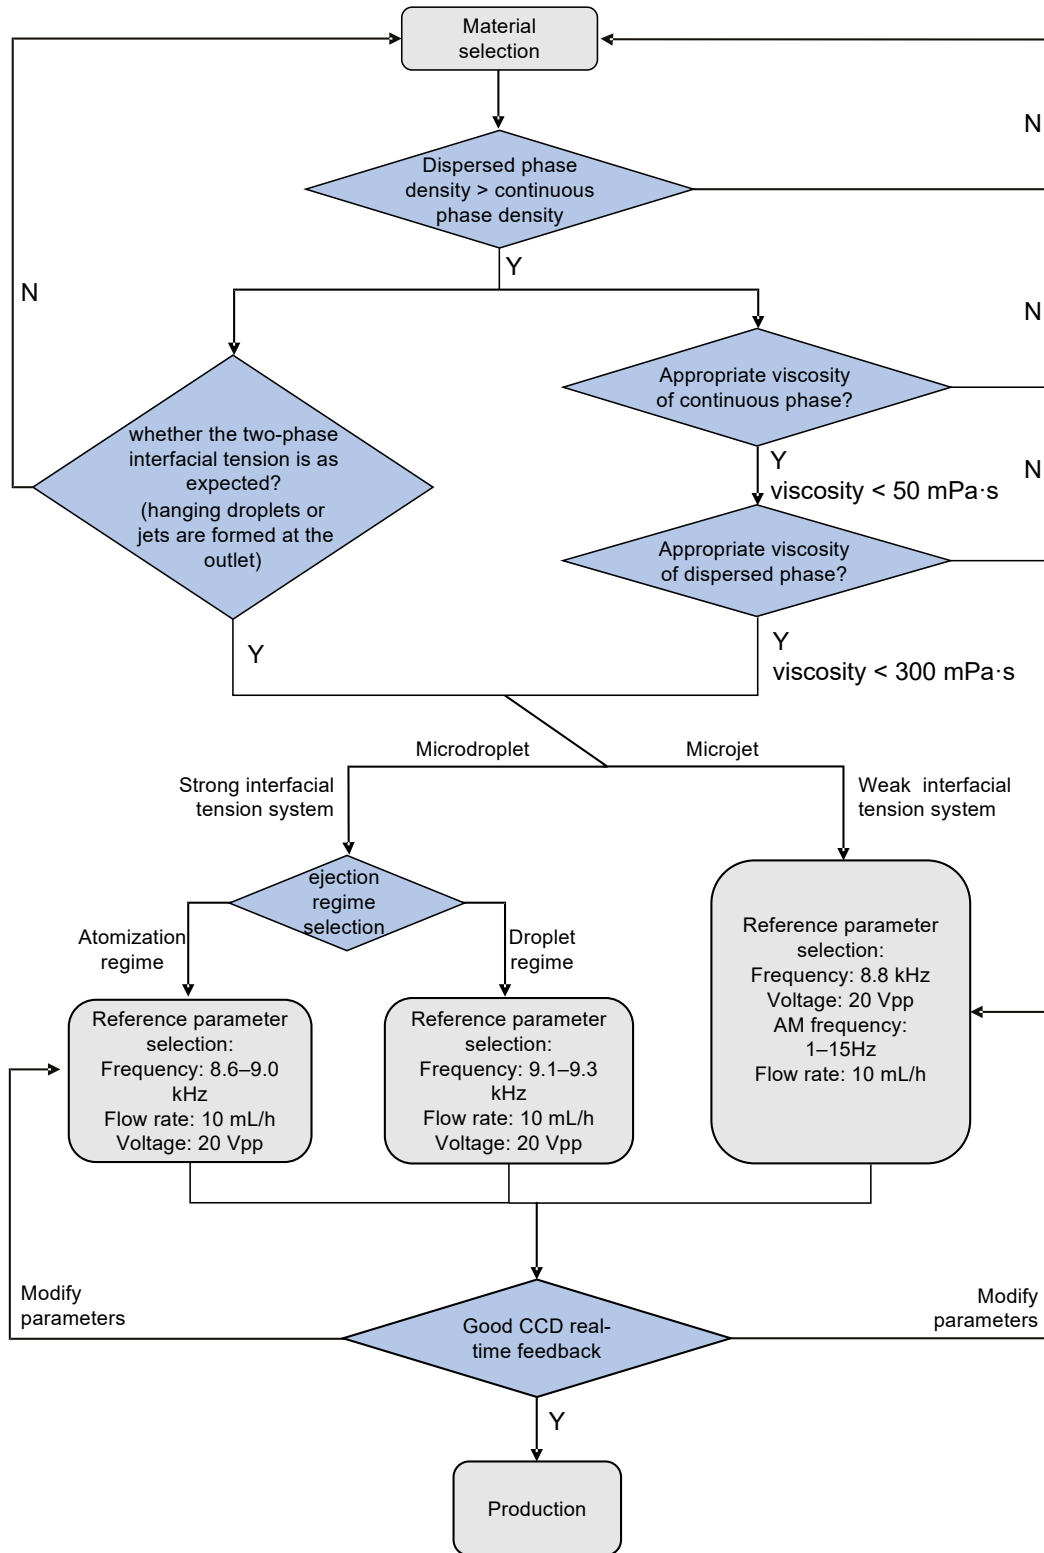 Material
selection
N
Dispersed phase
density > continuous
phase density
Y
N
N
Appropriate viscosity
of continuous phase?
whether the two-phase
interfacial tension is as
expected?
(hanging droplets or
jets are formed at the
outlet)
Y
viscosity < 50 mPa·s
N
Appropriate viscosity
of dispersed phase?
Y
Y
viscosity < 300 mPa·s
Microdroplet
Microjet
Strong interfacial
tension system
Weak interfacial
tension system
ejection
regime
selection
Atomization
regime
Droplet
regime
Reference parameter
selection:
Frequency: 8.6–9.0
kHz
Flow rate: 10 mL/h
Voltage: 20 Vpp
Reference parameter
selection:
Frequency: 9.1–9.3
kHz
Flow rate: 10 mL/h
Voltage: 20 Vpp
Reference parameter
selection:
Frequency: 8.8 kHz
Voltage: 20 Vpp
AM frequency:
1–15Hz
Flow rate: 10 mL/h
Modify
parameters
Good CCD real-
time feedback
Modify
parameters
Y
Production